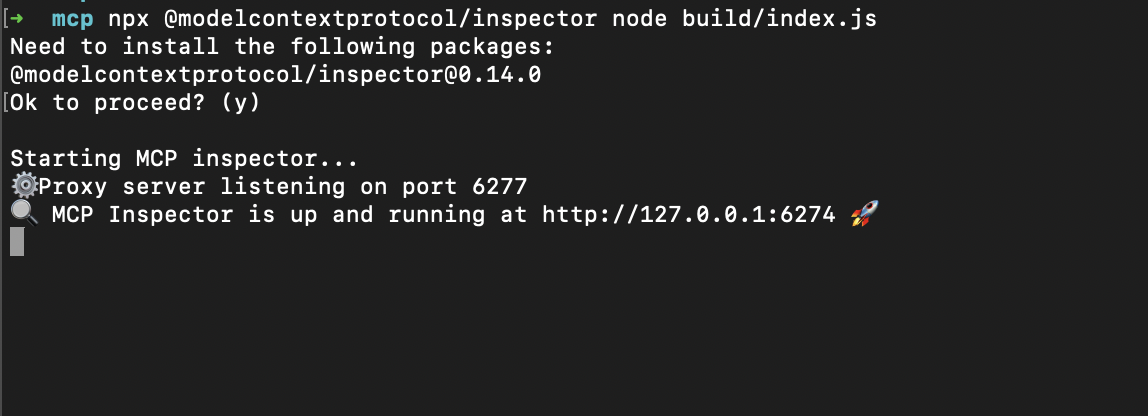 [➜  mcp npx @modelcontextprotocol/inspector node build/index.js
Need to install the following packages:
@modelcontextprotocol/inspector@0.14.0
[Ok to proceed? (y)
Starting MCP inspector...
⚙️Proxy server listening on port 6277
🔍 MCP Inspector is up and running at http://127.0.0.1:6274 🚀